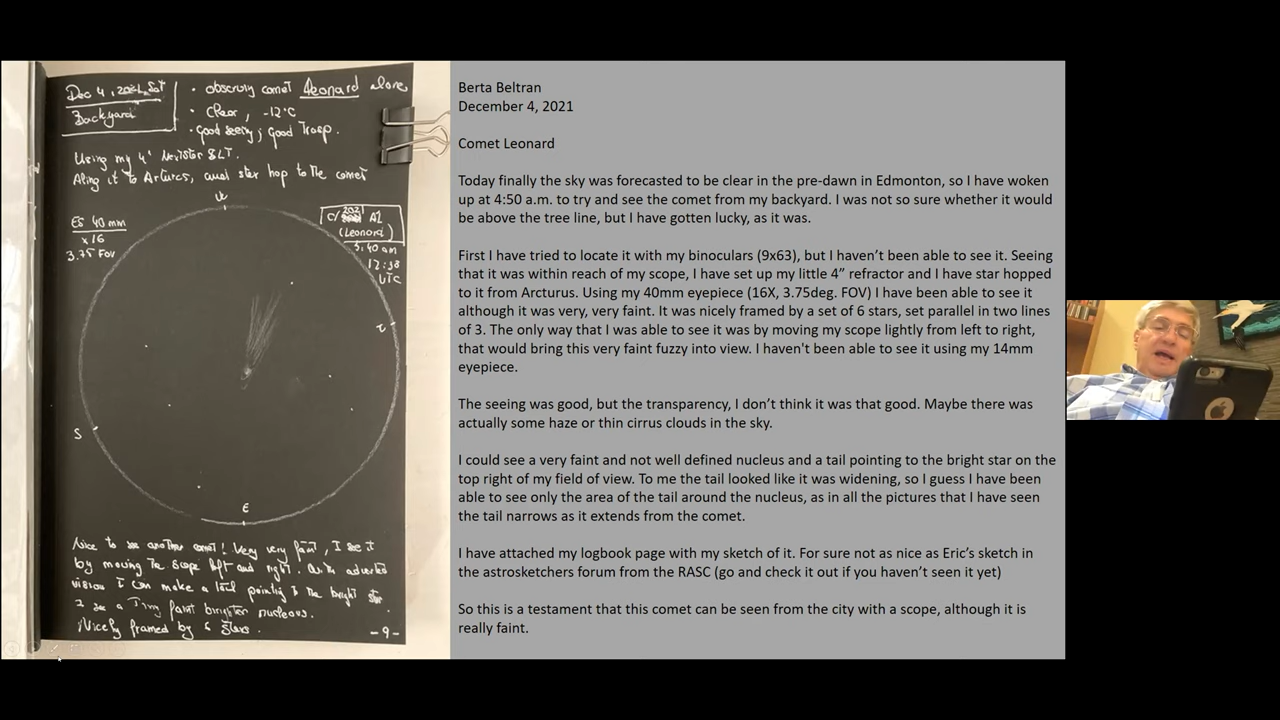 Dec 4, 2021, Sat
Backyard
• observing comet Leonard alone
• Clear, -12°C
• Good seeing; Good Trasp.
Using my 4" Nexstar SLT.
Aling it to Arturus, and star hop to the comet
ES 40 mm
x16
3.75 FOV
C/2021 A1
(Leonard)
5:40 am
12:38
UTC
S
E
Nice to see another comet! Very very faint, I see it
by moving the scope left and right. With adverted
vision I can make a tail pointing to the bright star
I see a tiny faint brighter nucleous.
Nicely framed by 6 stars.
-9-
Berta Beltran
December 4, 2021
Comet Leonard
Today finally the sky was forecasted to be clear in the pre-dawn in Edmonton, so I have woken
up at 4:50 a.m. to try and see the comet from my backyard. I was not so sure whether it would
be above the tree line, but I have gotten lucky, as it was.
First I have tried to locate it with my binoculars (9x63), but I haven’t been able to see it. Seeing
that it was within reach of my scope, I have set up my little 4” refractor and I have star hopped
to it from Arcturus. Using my 40mm eyepiece (16X, 3.75deg. FOV) I have been able to see it
although it was very, very faint. It was nicely framed by a set of 6 stars, set parallel in two lines
of 3. The only way that I was able to see it was by moving my scope lightly from left to right,
that would bring this very faint fuzzy into view. I haven't been able to see it using my 14mm
eyepiece.
The seeing was good, but the transparency, I don’t think it was that good. Maybe there was
actually some haze or thin cirrus clouds in the sky.
I could see a very faint and not well defined nucleus and a tail pointing to the bright star on the
top right of my field of view. To me the tail looked like it was widening, so I guess I have been
able to see only the area of the tail around the nucleus, as in all the pictures that I have seen
the tail narrows as it extends from the comet.
I have attached my logbook page with my sketch of it. For sure not as nice as Eric’s sketch in
the astrosketchers forum from the RASC (go and check it out if you haven’t seen it yet)
So this is a testament that this comet can be seen from the city with a scope, although it is
really faint.